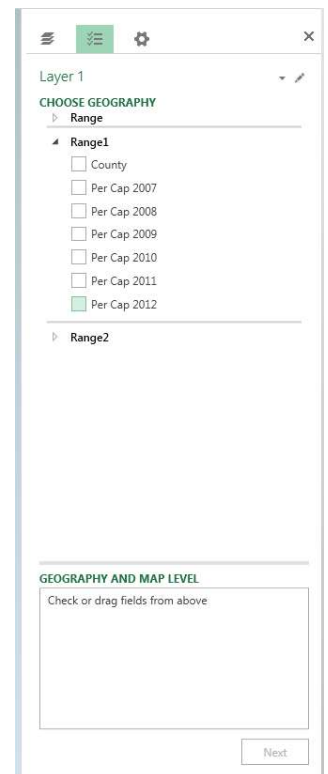 Layer 1
CHOOSE GEOGRAPHY
Range
Range1
County
Per Cap 2007
Per Cap 2008
Per Cap 2009
Per Cap 2010
Per Cap 2011
Per Cap 2012
Range2
GEOGRAPHY AND MAP LEVEL
Check or drag fields from above
Next